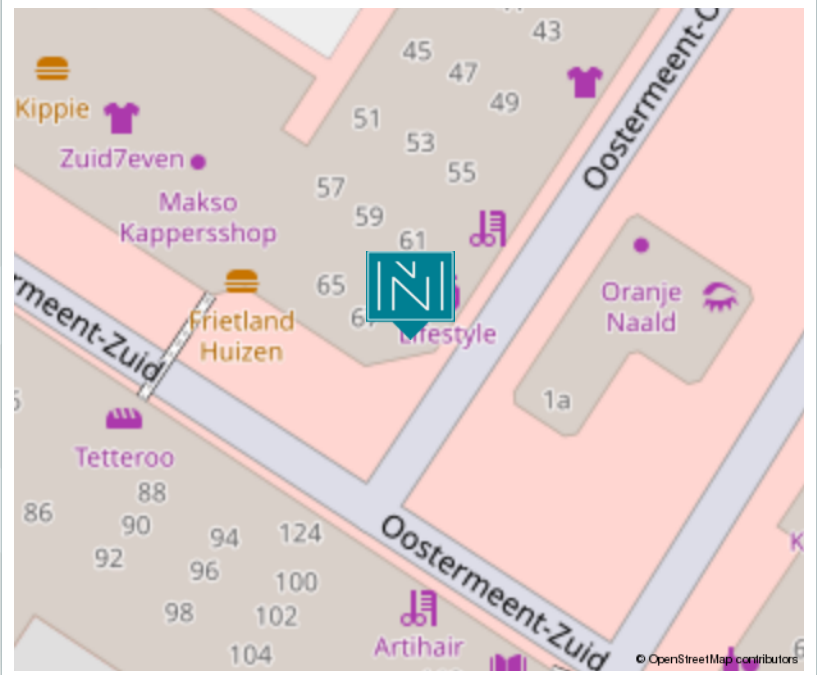 43
45
47
49
51
53
55
57
59
61
65
Kippie
Zuid7even
Makso
Kappersshop
Frietland
Huizen
Lifestyle
Oostermeent-O
Oranje
Naald
1a
rmeent-Zuid
Tetteroo
86
88
90
92
94
96
98
124
100
102
104
Oostermeent-Zuid
Artihair
K
© OpenStreetMap contributors